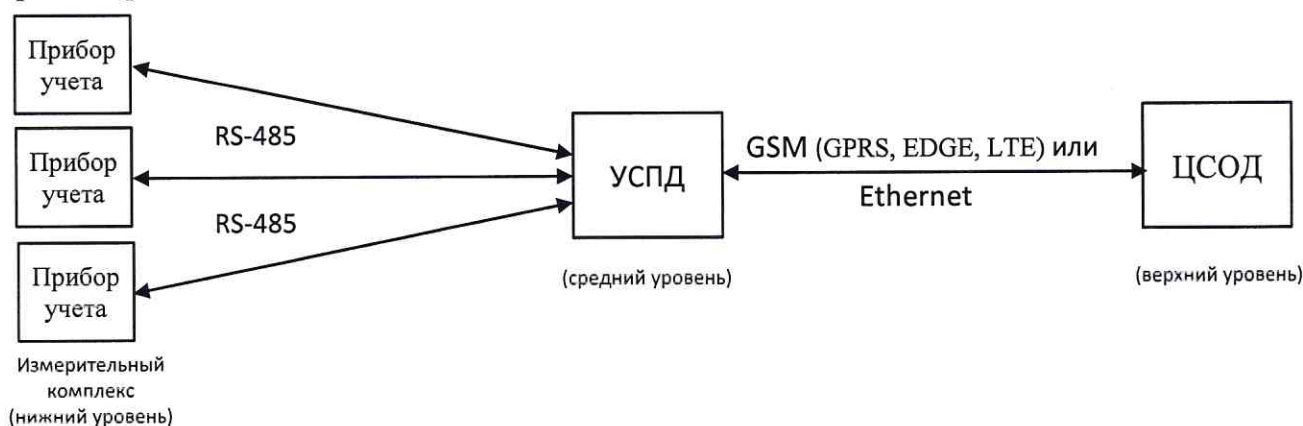 Прибор
учета
RS-485
Прибор
учета
RS-485
Прибор
учета
Измерительный
комплекс
(нижний уровень)
УСПД
(средний уровень)
GSM (GPRS, EDGE, LTE) или
Ethernet
ЦСОД
(верхний уровень)